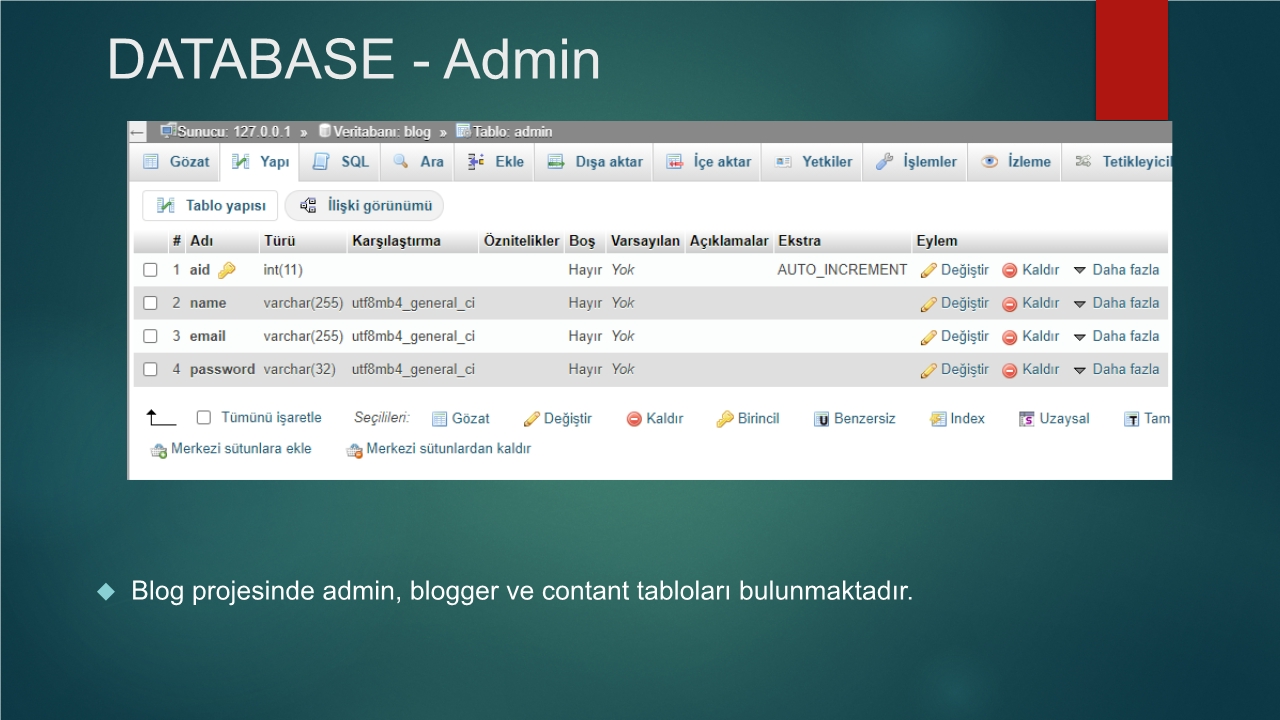 DATABASE - Admin
Sunucu: 127.0.0.1 » Veritabanı: blog » Tablo: admin
Gözat Yapı SQL Ara Ekle Dışa aktar İçe aktar Yetkiler İşlemler İzleme Tetikleyicil
Tablo yapısı İlişki görünümü
# Adı Türü Karşılaştırma Öznitelikler Boş Varsayılan Açıklamalar Ekstra Eylem
1 aid int(11) Hayır Yok AUTO_INCREMENT Değiştir Kaldır Daha fazla
2 name varchar(255) utf8mb4_general_ci Hayır Yok Değiştir Kaldır Daha fazla
3 email varchar(255) utf8mb4_general_ci Hayır Yok Değiştir Kaldır Daha fazla
4 password varchar(32) utf8mb4_general_ci Hayır Yok Değiştir Kaldır Daha fazla
Tümünü işaretle Seçilileri: Gözat Değiştir Kaldır Birincil Benzersiz Index Uzaysal Tam
Merkezi sütunlara ekle Merkezi sütunlardan kaldır
Blog projesinde admin, blogger ve contant tabloları bulunmaktadır.